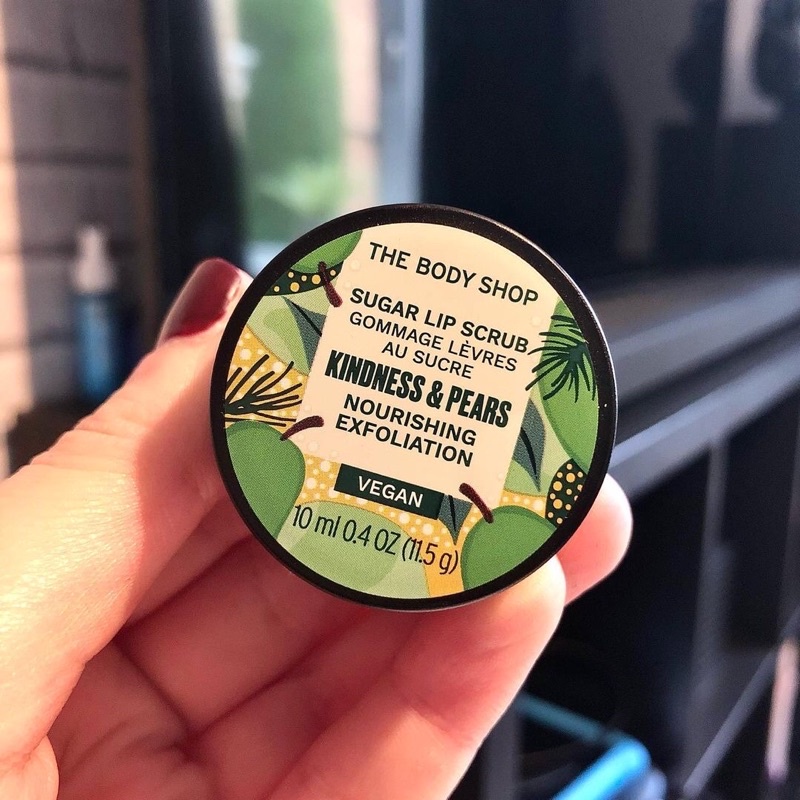 THE BODY SHOP
SUGAR LIP SCRUB
GOMMAGE LÈVRES
AU SUCRE
KINDNESS & PEARS
NOURISHING
EXFOLIATION
VEGAN
10 ml 0.4 OZ (11.5 g)